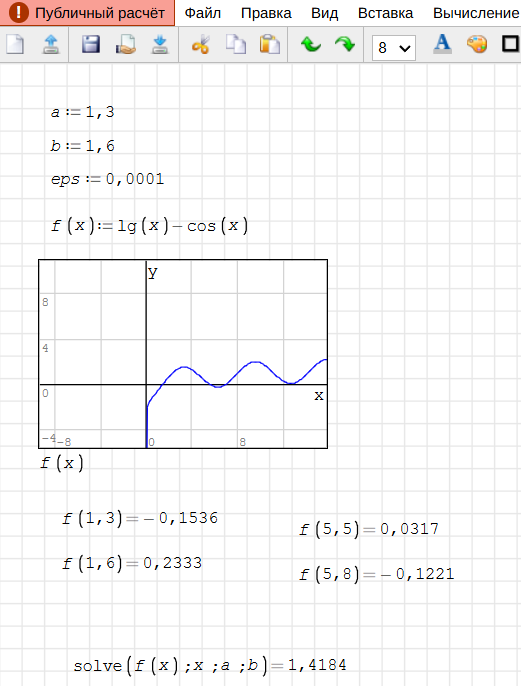 Публичный расчёт Файл Правка Вид Вставка Вычисление
8 A
a:=1,3
b:=1,6
eps:=0,0001
f(x):=lg(x)−cos(x)
y
8
4
0
x
−4 −8 0 8
f(x)
f(1,3)=−0,1536
f(5,5)=0,0317
f(1,6)=0,2333
f(5,8)=−0,1221
solve(f(x);x;a;b)=1,4184